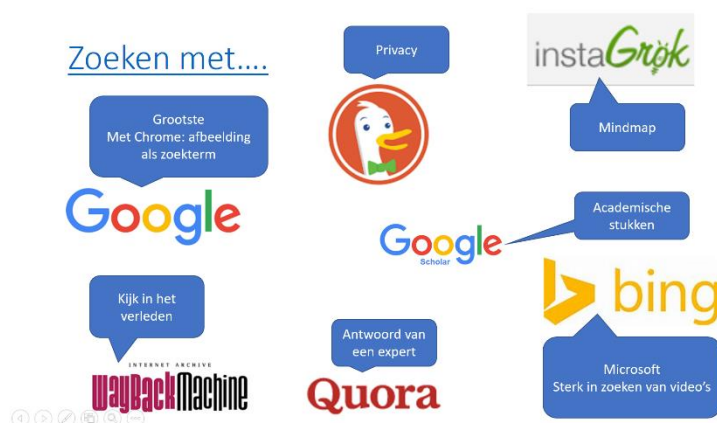 Zoeken met....
Privacy
instaGrok
Mindmap
Grootste
Met Chrome: afbeelding
als zoekterm
Google
Academische
stukken
Google
Scholar
Kijk in het
verleden
INTERNET ARCHIVE
WayBackMachine
Antwoord van
een expert
Quora
bing
Microsoft
Sterk in zoeken van video's